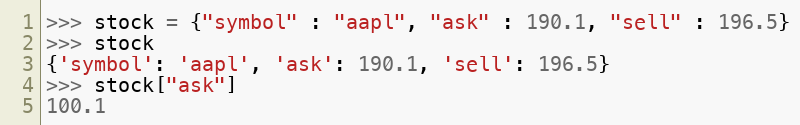 1 >>> stock = {"symbol" : "aapl", "ask" : 190.1, "sell" : 196.5}
2 >>> stock
3 {'symbol': 'aapl', 'ask': 190.1, 'sell': 196.5}
4 >>> stock["ask"]
5 100.1